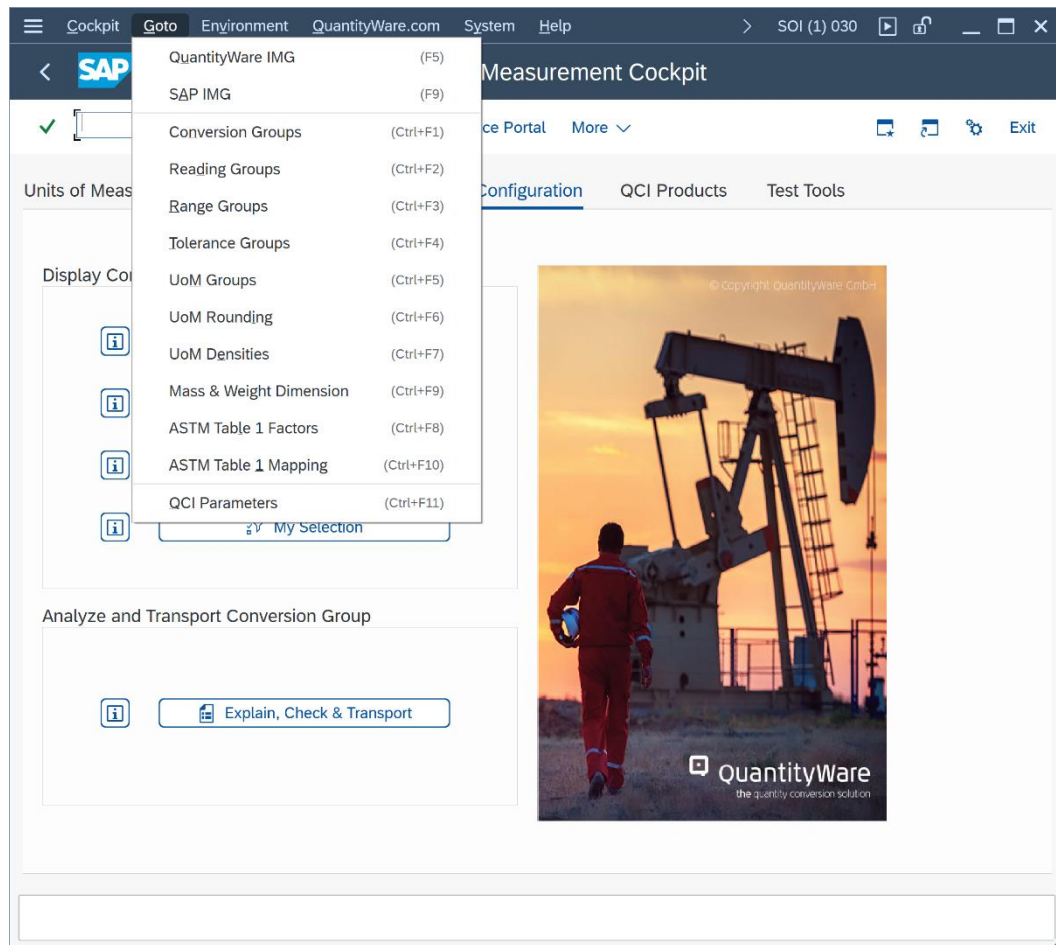 Cockpit Goto Environment QuantityWare.com System Help SOI (1) 030
SAP Measurement Cockpit
ce Portal More Exit
Units of Meas Configuration QCI Products Test Tools
QuantityWare IMG (F5)
SAP IMG (F9)
Conversion Groups (Ctrl+F1)
Reading Groups (Ctrl+F2)
Range Groups (Ctrl+F3)
Tolerance Groups (Ctrl+F4)
UoM Groups (Ctrl+F5)
UoM Rounding (Ctrl+F6)
UoM Densities (Ctrl+F7)
Mass & Weight Dimension (Ctrl+F9)
ASTM Table 1 Factors (Ctrl+F8)
ASTM Table 1 Mapping (Ctrl+F10)
QCI Parameters (Ctrl+F11)
Display Co
My Selection
Analyze and Transport Conversion Group
Explain, Check & Transport
© Copyright QuantityWare GmbH
QuantityWare
the quantity conversion solution